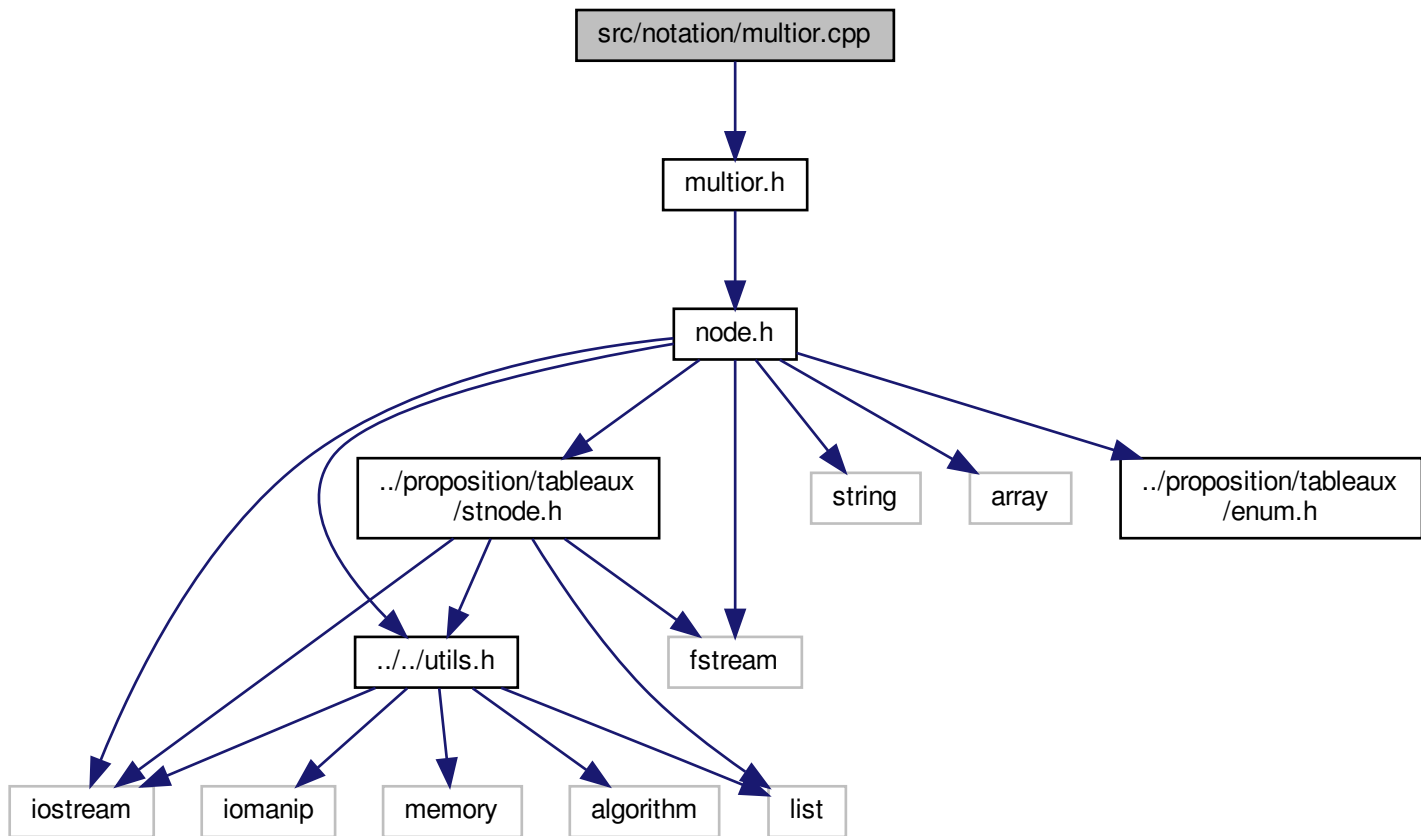 src/notation/multior.cpp
multior.h
node.h
../proposition/tableaux
/stnode.h
string
array
../proposition/tableaux
/enum.h
../../utils.h
fstream
iostream
iomanip
memory
algorithm
list